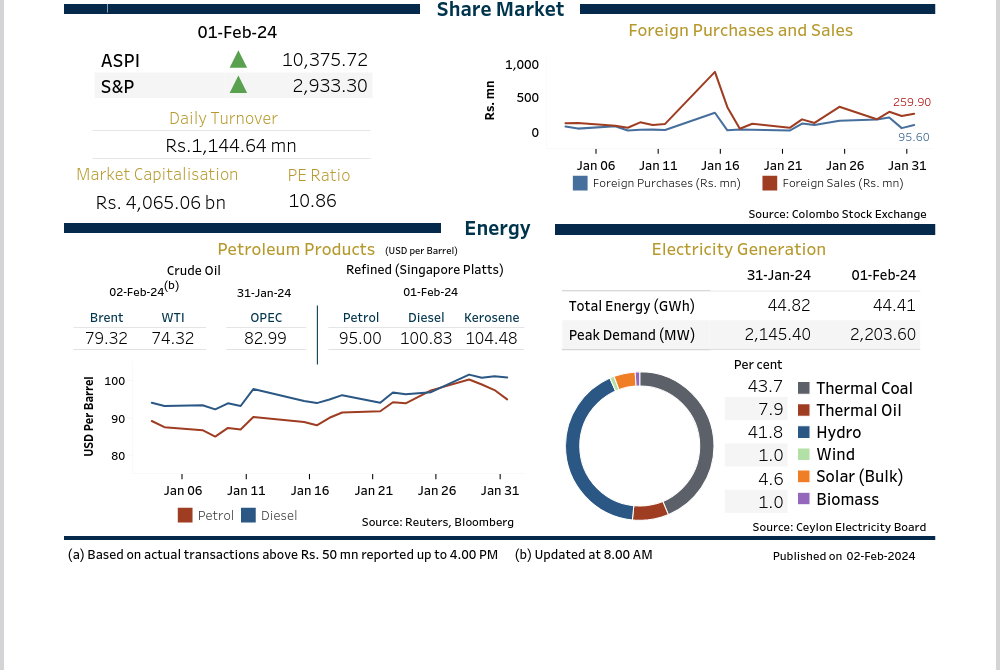 Share Market
01-Feb-24
ASPI 10,375.72
S&P 2,933.30
Daily Turnover
Rs.1,144.64 mn
Market Capitalisation PE Ratio
Rs. 4,065.06 bn 10.86
Foreign Purchases and Sales
Rs. mn
1,000
500
0
259.90
95.60
Jan 06 Jan 11 Jan 16 Jan 21 Jan 26 Jan 31
Foreign Purchases (Rs. mn) Foreign Sales (Rs. mn)
Source: Colombo Stock Exchange
Energy
Petroleum Products (USD per Barrel)
Crude Oil Refined (Singapore Platts)
02-Feb-24(b) 31-Jan-24 01-Feb-24
Brent WTI OPEC Petrol Diesel Kerosene
79.32 74.32 82.99 95.00 100.83 104.48
USD Per Barrel
100
90
80
Jan 06 Jan 11 Jan 16 Jan 21 Jan 26 Jan 31
Petrol Diesel
Source: Reuters, Bloomberg
Electricity Generation
31-Jan-24 01-Feb-24
Total Energy (GWh) 44.82 44.41
Peak Demand (MW) 2,145.40 2,203.60
Per cent
43.7 Thermal Coal
7.9 Thermal Oil
41.8 Hydro
1.0 Wind
4.6 Solar (Bulk)
1.0 Biomass
Source: Ceylon Electricity Board
(a) Based on actual transactions above Rs. 50 mn reported up to 4.00 PM (b) Updated at 8.00 AM Published on 02-Feb-2024